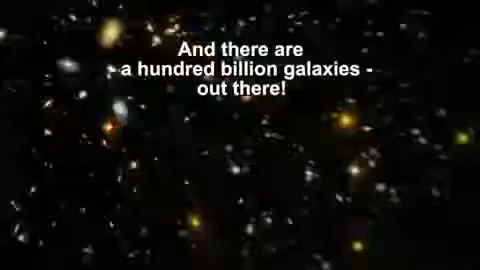 And there are
- a hundred billion galaxies -
out there!